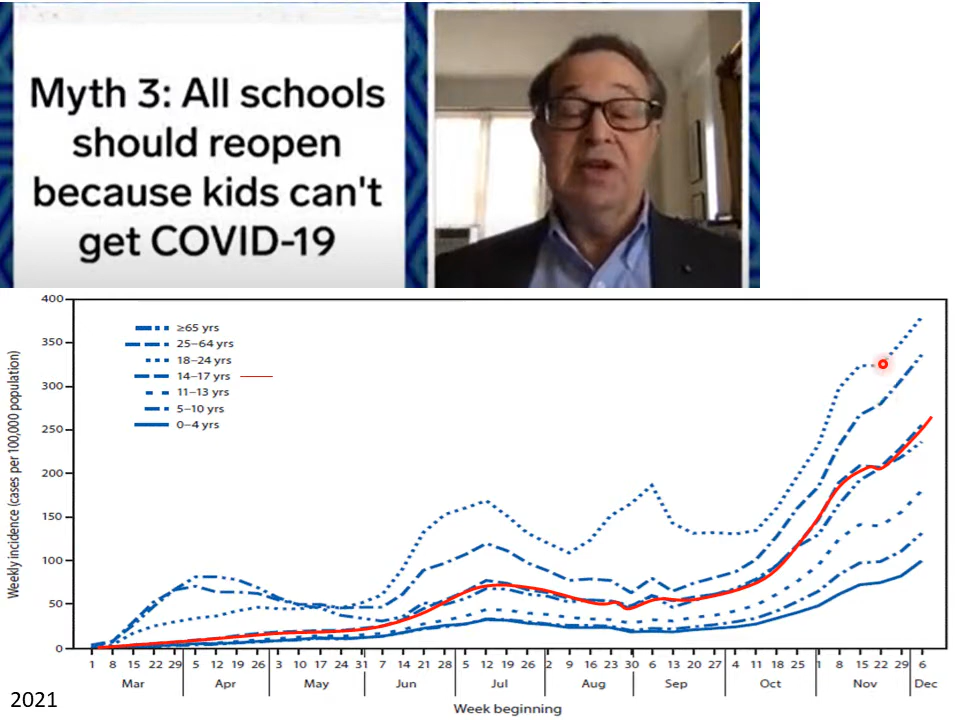 Myth 3: All schools
should reopen
because kids can't
get COVID-19
400
350
300
250
200
150
100
50
0
Weekly incidence (cases per 100,000 population)
≥65 yrs
25–64 yrs
18–24 yrs
14–17 yrs
11–13 yrs
5–10 yrs
0–4 yrs
1 8 15 22 29 5 12 19 26 3 10 17 24 31 7 14 21 28 5 12 19 26 2 9 16 23 30 6 13 20 27 4 11 18 25 1 8 15 22 29 6
Mar Apr May Jun Jul Aug Sep Oct Nov Dec
Week beginning
2021